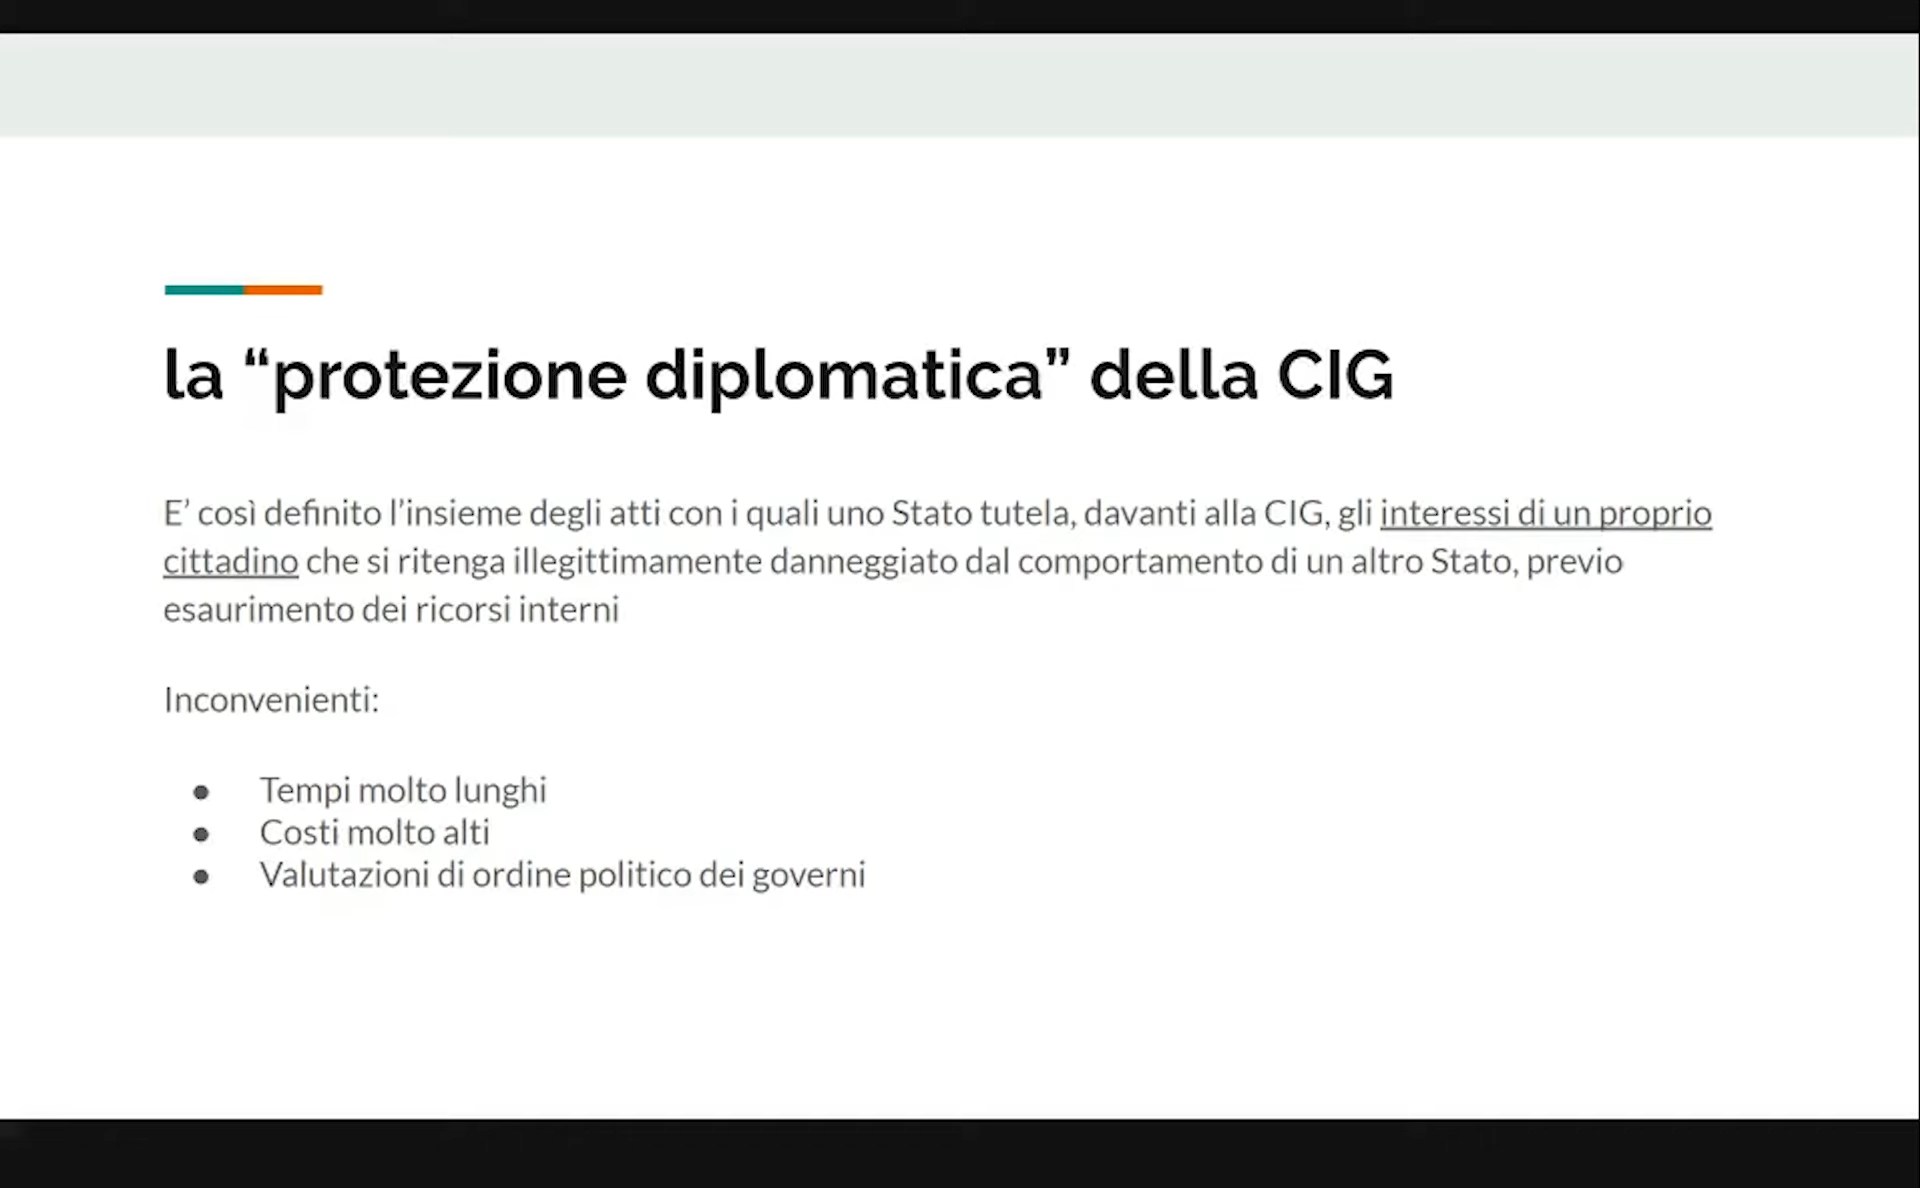 la “protezione diplomatica” della CIG
E’ così definito l’insieme degli atti con i quali uno Stato tutela, davanti alla CIG, gli interessi di un proprio
cittadino che si ritenga illegittimamente danneggiato dal comportamento di un altro Stato, previo
esaurimento dei ricorsi interni
Inconvenienti:
● Tempi molto lunghi
● Costi molto alti
● Valutazioni di ordine politico dei governi